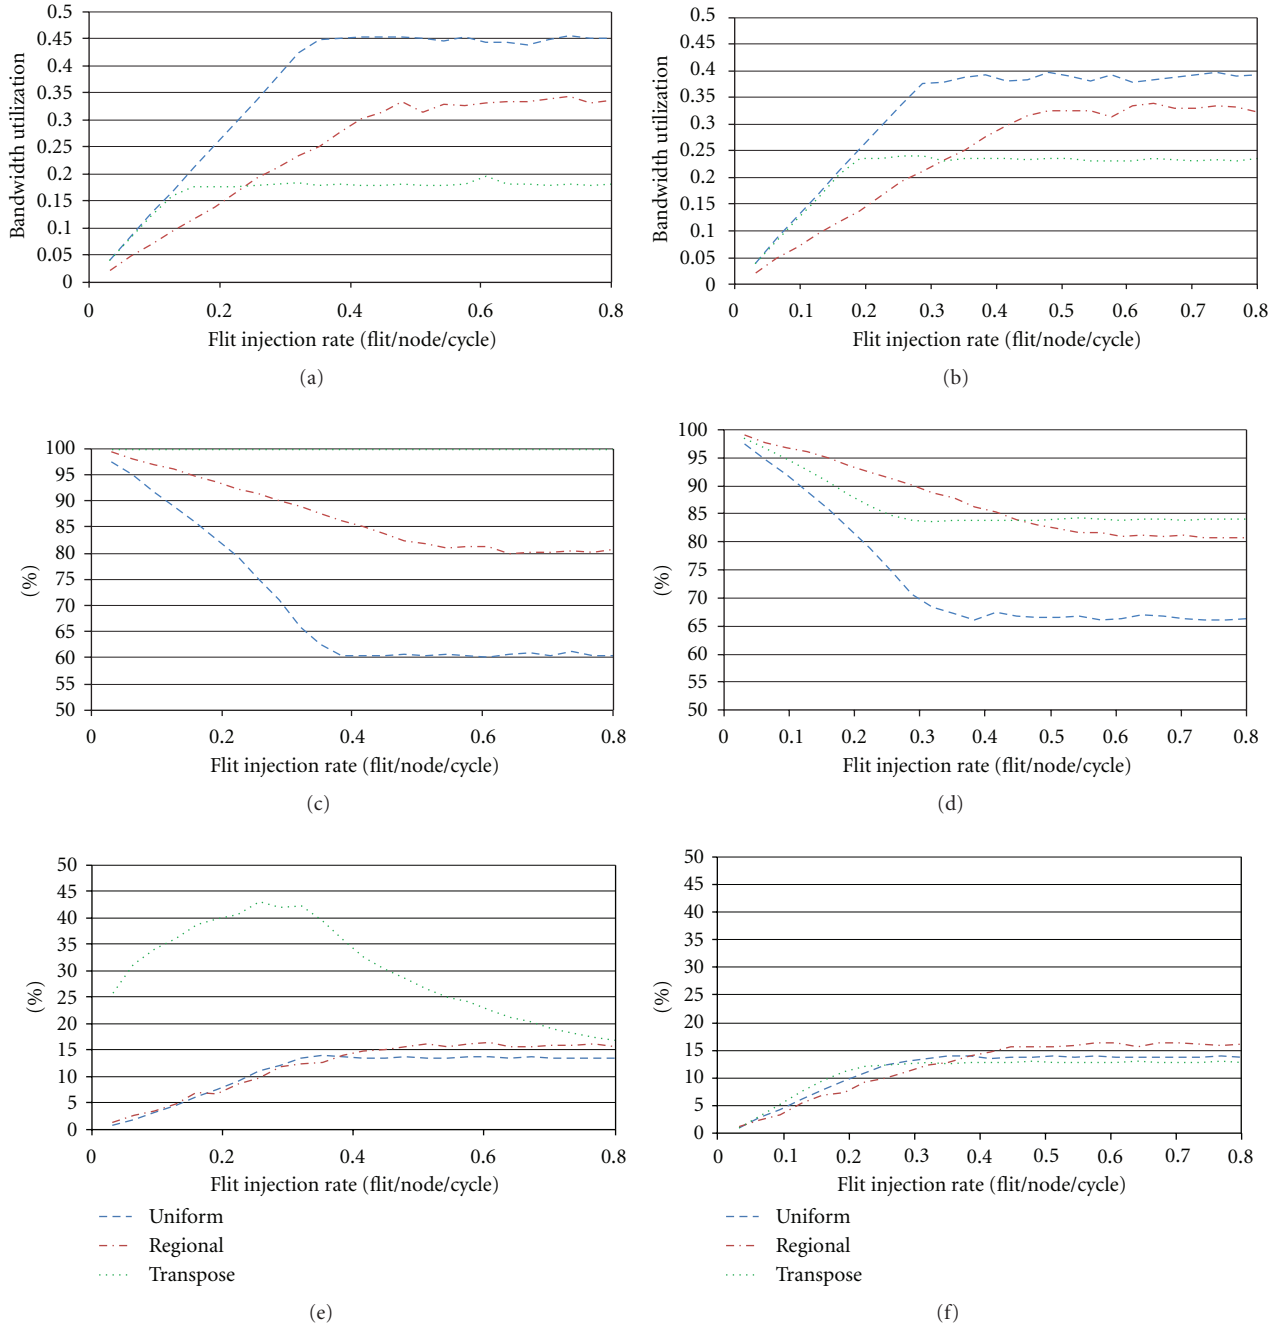 0.5
0.45
0.4
0.35
0.3
0.25
0.2
0.15
0.1
0.05
0
Bandwidth utilization
0 0.2 0.4 0.6 0.8
Flit injection rate (flit/node/cycle)
(a)
0.5
0.45
0.4
0.35
0.3
0.25
0.2
0.15
0.1
0.05
0
Bandwidth utilization
0 0.1 0.2 0.3 0.4 0.5 0.6 0.7 0.8
Flit injection rate (flit/node/cycle)
(b)
100
95
90
85
80
75
70
65
60
55
50
(%)
0 0.2 0.4 0.6 0.8
Flit injection rate (flit/node/cycle)
(c)
100
95
90
85
80
75
70
65
60
55
50
(%)
0 0.1 0.2 0.3 0.4 0.5 0.6 0.7 0.8
Flit injection rate (flit/node/cycle)
(d)
50
45
40
35
30
25
20
15
10
5
0
(%)
0 0.2 0.4 0.6 0.8
Flit injection rate (flit/node/cycle)
Uniform
Regional
Transpose
(e)
50
45
40
35
30
25
20
15
10
5
0
(%)
0 0.1 0.2 0.3 0.4 0.5 0.6 0.7 0.8
Flit injection rate (flit/node/cycle)
Uniform
Regional
Transpose
(f)